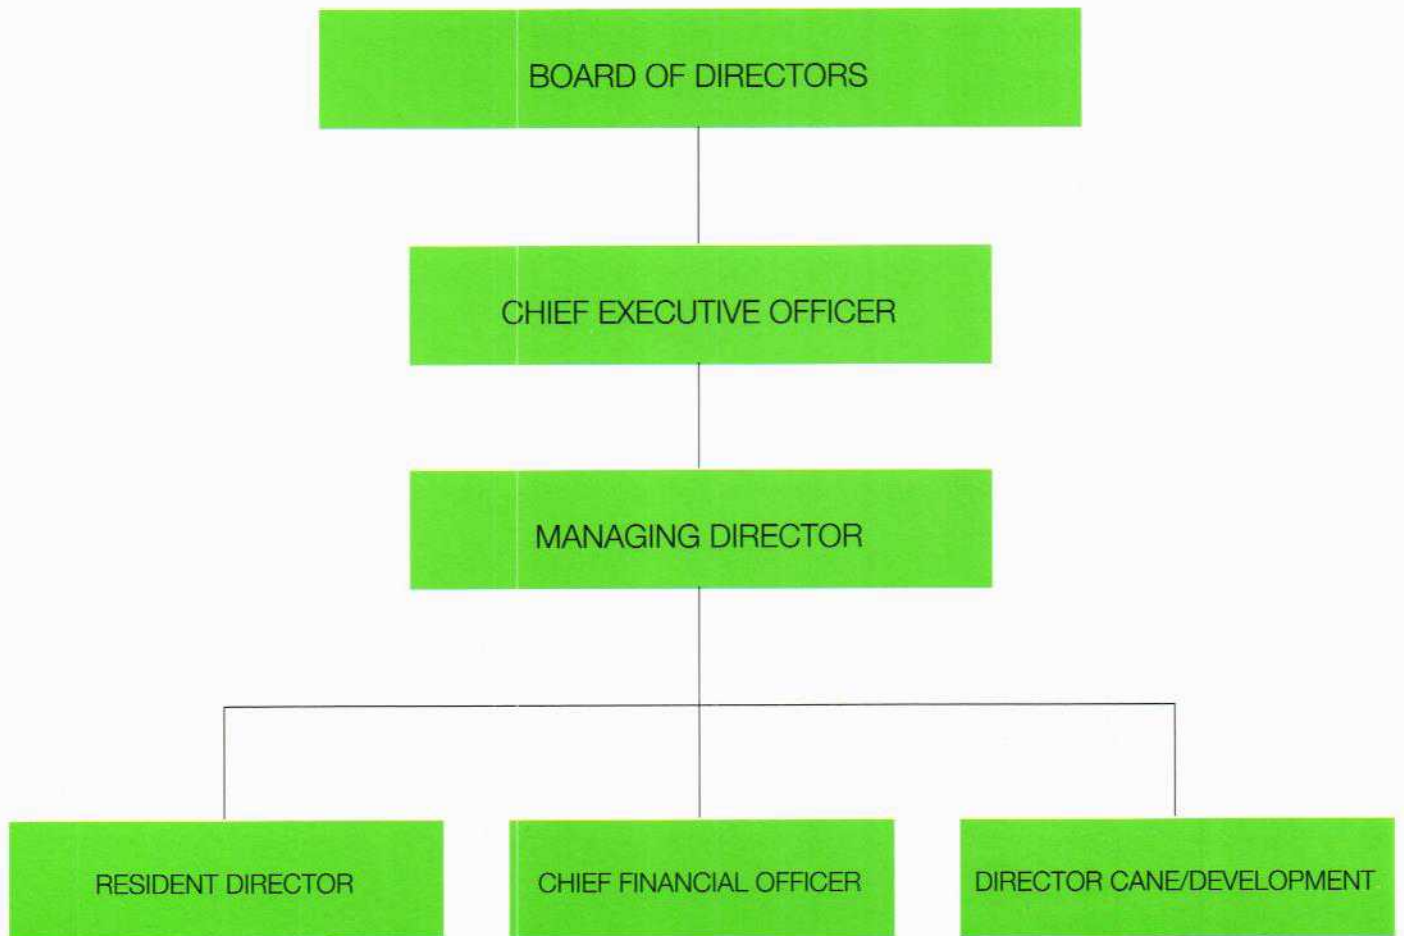 BOARD OF DIRECTORS
CHIEF EXECUTIVE OFFICER
MANAGING DIRECTOR
RESIDENT DIRECTOR
CHIEF FINANCIAL OFFICER
DIRECTOR CANE/DEVELOPMENT